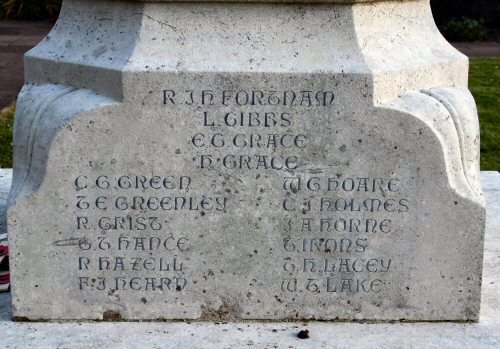 R J H FORTNAM
L. GIBBS
E. G. GRACE
H. GRACE
C. G. GREEN
T. E. GREENLEY
R. GRIST
G. T. HANCE
R. HAZELL
F. J. HEARN
W. G. HOARE
C. J. HOLMES
J. A. HORNE
T. IRONS
T. H. LACEY
W. T. LAKE